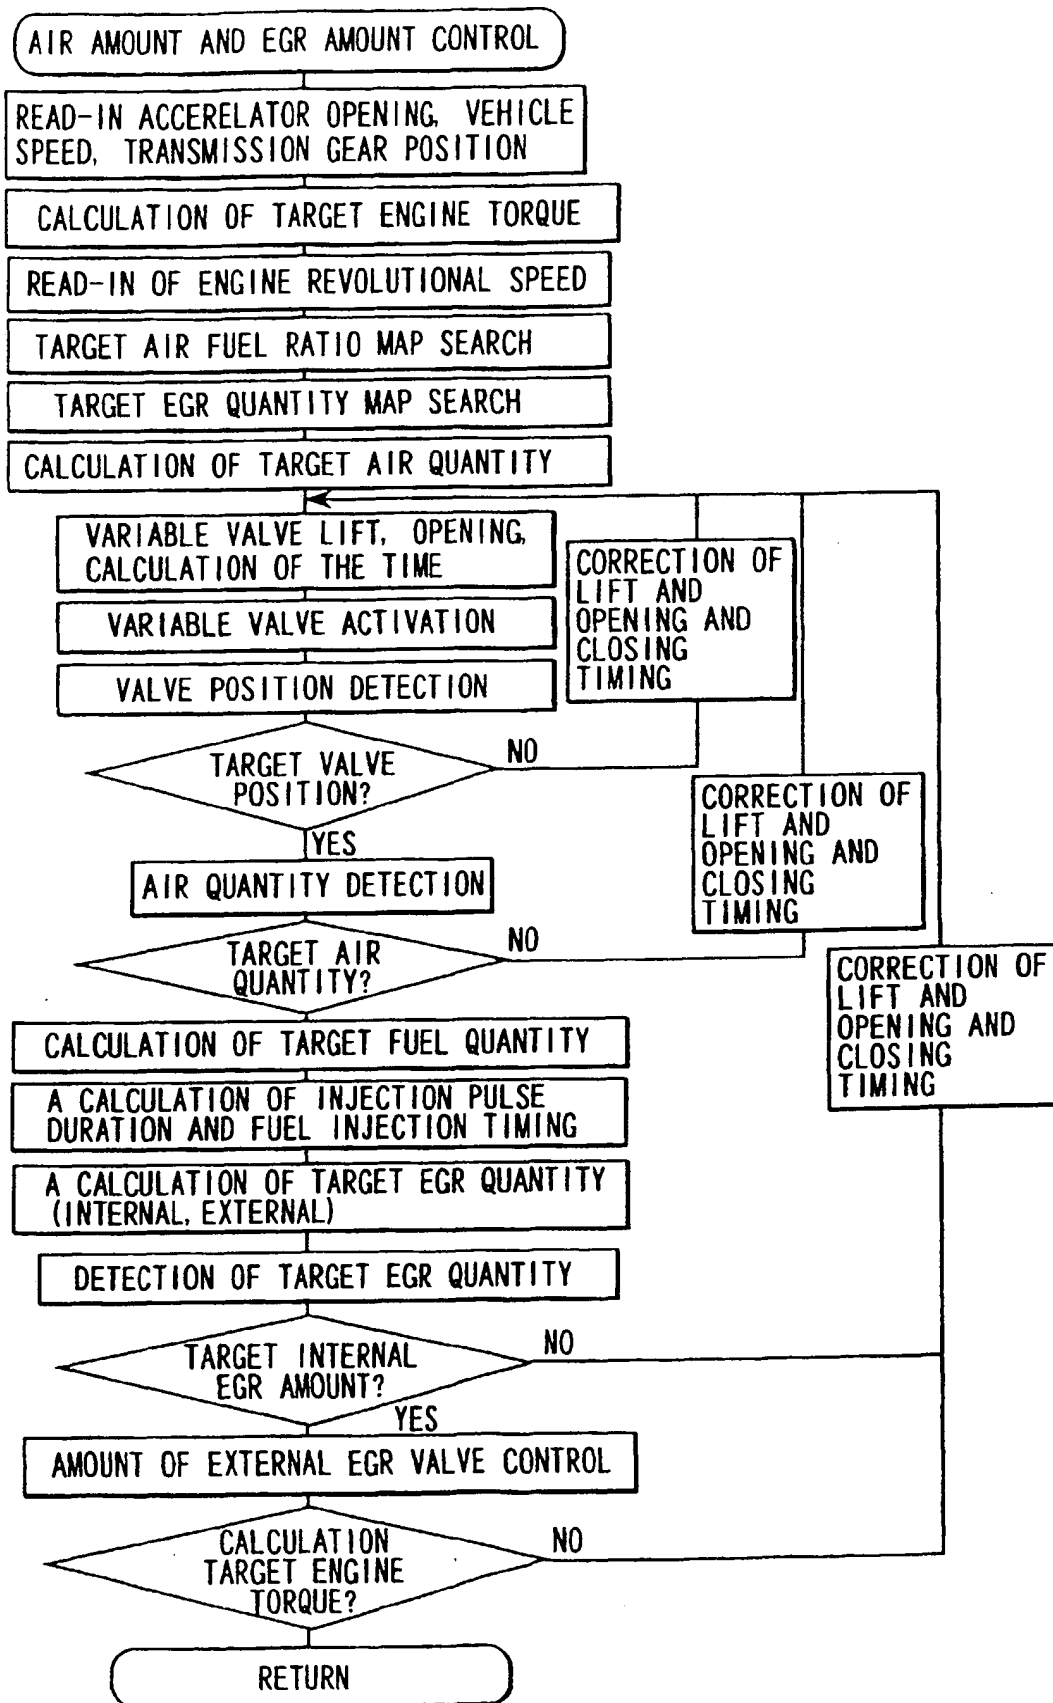 AIR AMOUNT AND EGR AMOUNT CONTROL
READ-IN ACCERELATOR OPENING, VEHICLE
SPEED, TRANSMISSION GEAR POSITION
CALCULATION OF TARGET ENGINE TORQUE
READ-IN OF ENGINE REVOLUTIONAL SPEED
TARGET AIR FUEL RATIO MAP SEARCH
TARGET EGR QUANTITY MAP SEARCH
CALCULATION OF TARGET AIR QUANTITY
VARIABLE VALVE LIFT, OPENING,
CALCULATION OF THE TIME
VARIABLE VALVE ACTIVATION
VALVE POSITION DETECTION
CORRECTION OF
LIFT AND
OPENING AND
CLOSING
TIMING
TARGET VALVE
POSITION?
NO
YES
CORRECTION OF
LIFT AND
OPENING AND
CLOSING
TIMING
AIR QUANTITY DETECTION
TARGET AIR
QUANTITY?
NO
CORRECTION OF
LIFT AND
OPENING AND
CLOSING
TIMING
CALCULATION OF TARGET FUEL QUANTITY
A CALCULATION OF INJECTION PULSE
DURATION AND FUEL INJECTION TIMING
A CALCULATION OF TARGET EGR QUANTITY
(INTERNAL, EXTERNAL)
DETECTION OF TARGET EGR QUANTITY
TARGET INTERNAL
EGR AMOUNT?
NO
YES
AMOUNT OF EXTERNAL EGR VALVE CONTROL
CALCULATION
TARGET ENGINE
TORQUE?
NO
RETURN